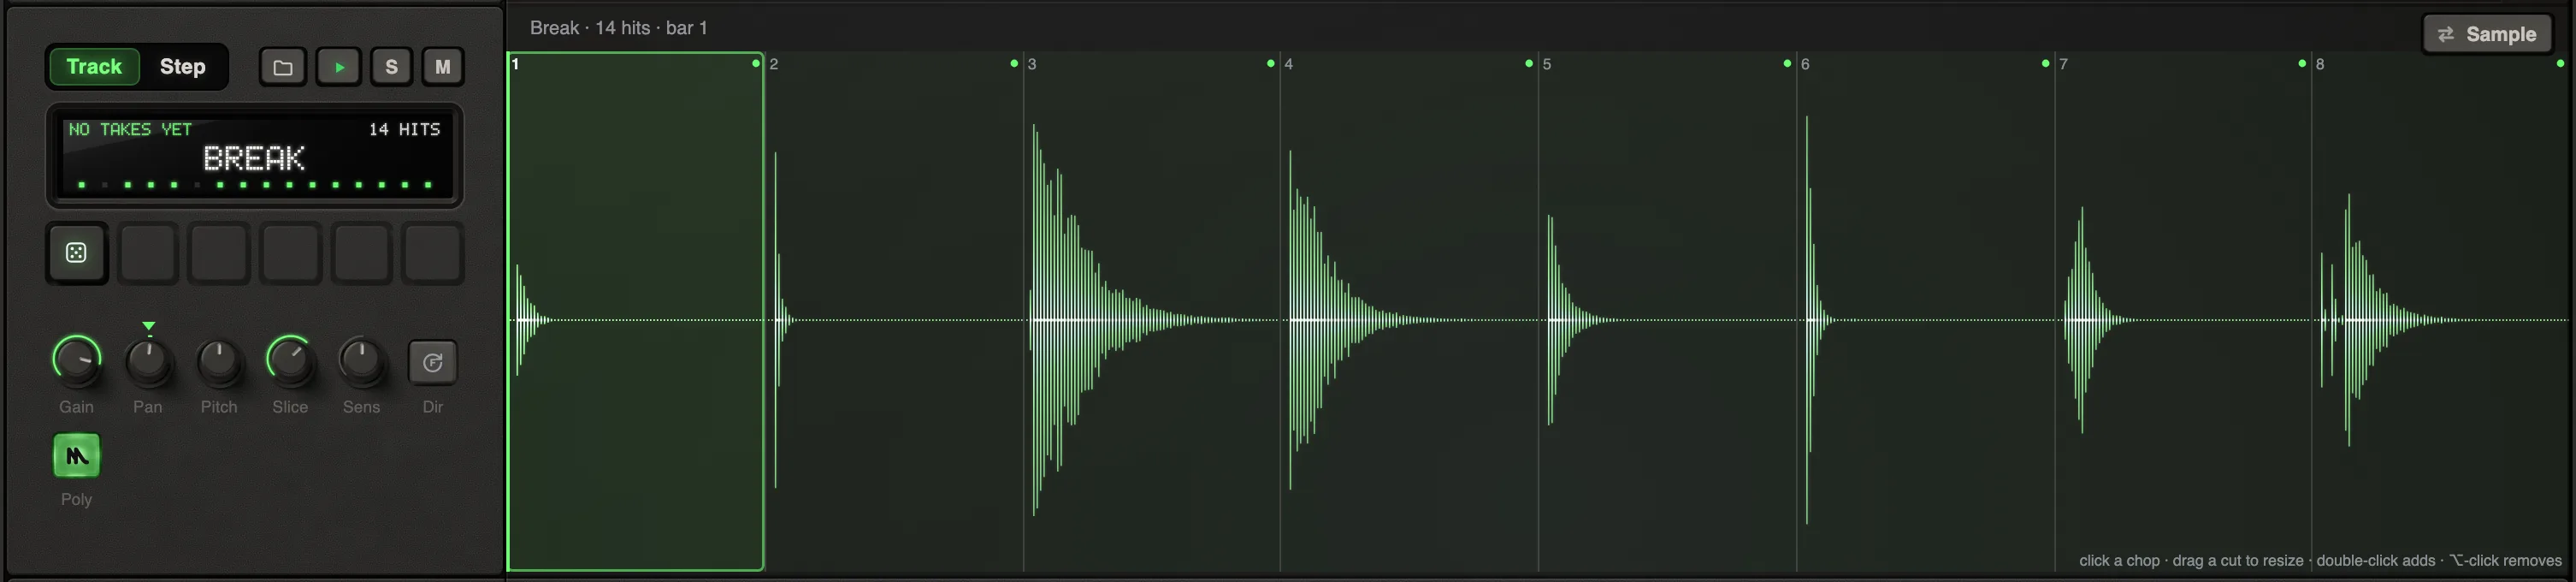 Track Step S M
NO TAKES YET 14 HITS
BREAK
Gain Pan Pitch Slice Sens Dir
Poly
Break · 14 hits · bar 1
Sample
1 2 3 4 5 6 7 8
click a chop · drag a cut to resize · double-click adds · ⌥-click removes